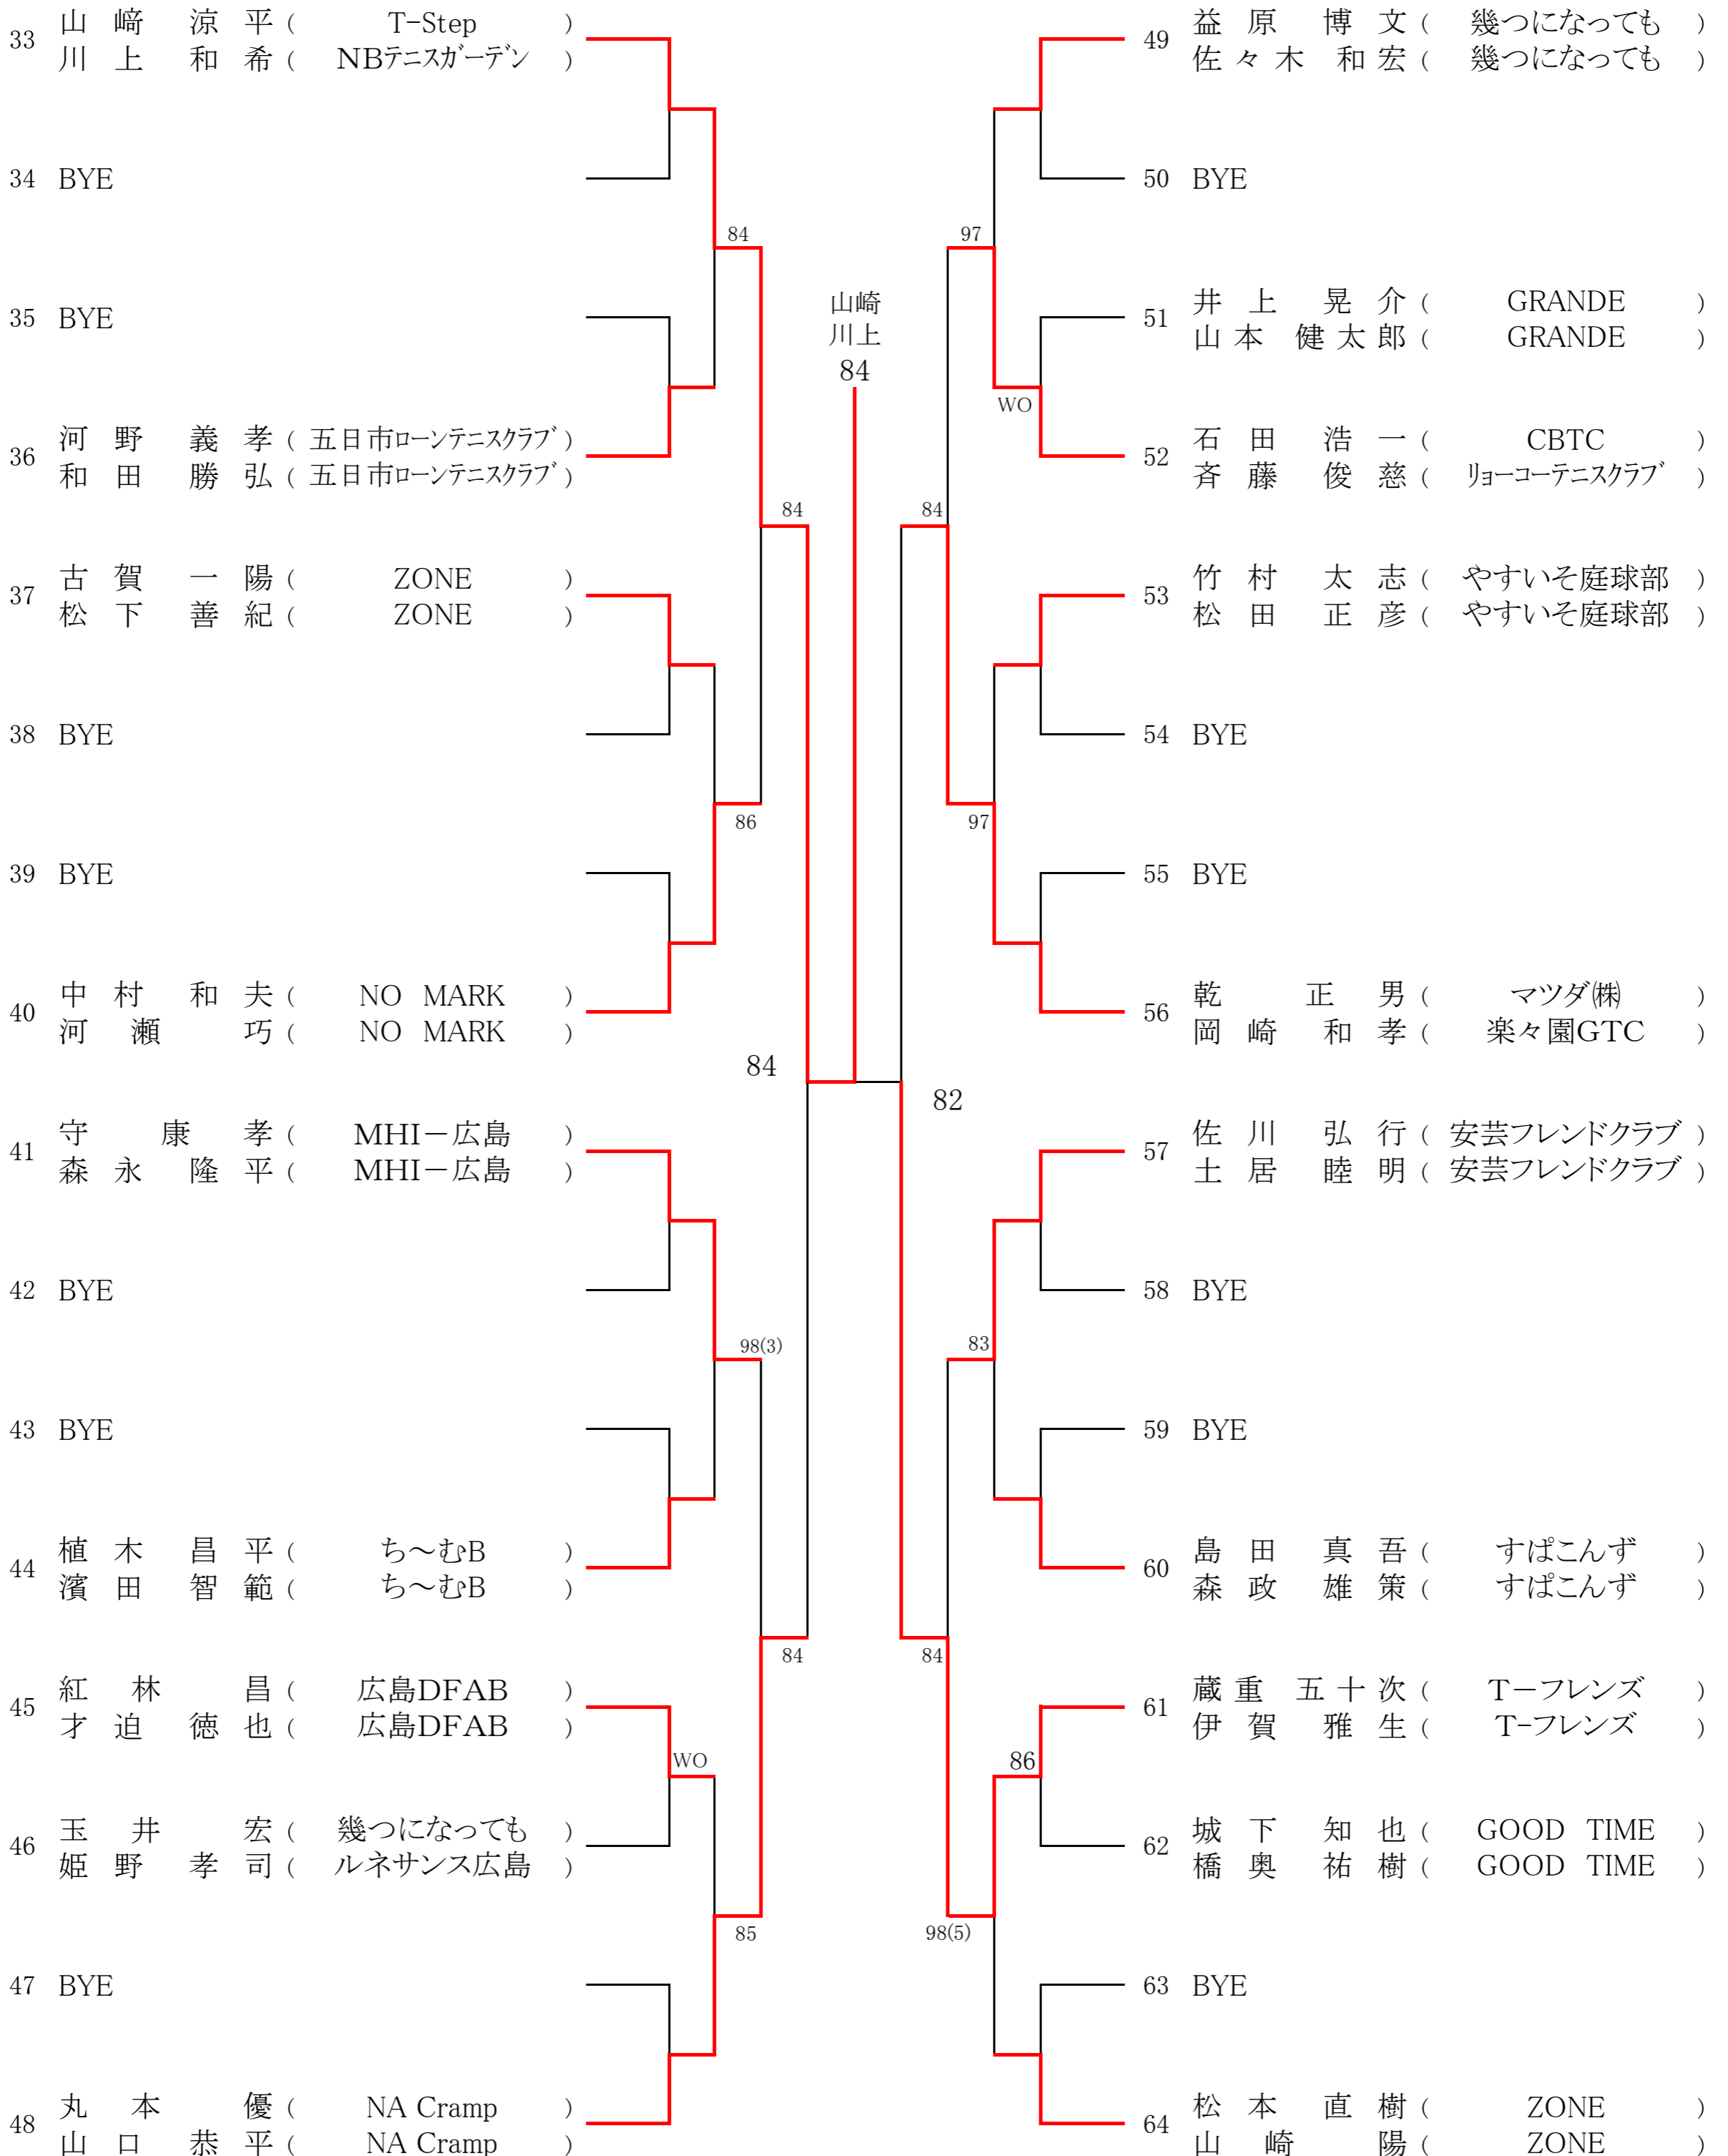 33 山﨑 涼平 ( T-Step )
川上 和希 ( NBテニスガーデン )
34 BYE
84
35 BYE
36 河野 義孝 ( 五日市ローンテニスクラブ )
和田 勝弘 ( 五日市ローンテニスクラブ )
84
37 古賀 一陽 ( ZONE )
松下 善紀 ( ZONE )
38 BYE
86
39 BYE
40 中村 和夫 ( NO MARK )
河瀬 巧 ( NO MARK )
84
41 守 康孝 ( MHI－広島 )
森永 隆平 ( MHI－広島 )
42 BYE
98(3)
43 BYE
44 植木 昌平 ( ち～むB )
濱田 智範 ( ち～むB )
84
45 紅林 昌 ( 広島DFAB )
才迫 徳也 ( 広島DFAB )
WO
46 玉井 宏 ( 幾つになっても )
姫野 孝司 ( ルネサンス広島 )
85
47 BYE
48 丸本 優 ( NA Cramp )
山口 恭平 ( NA Cramp )
山崎
川上
84
49 益原 博文 ( 幾つになっても )
佐々木 和宏 ( 幾つになっても )
50 BYE
97
51 井上 晃介 ( GRANDE )
山本 健太郎 ( GRANDE )
WO
52 石田 浩一 ( CBTC )
斉藤 俊慈 ( リョーコーテニスクラブ )
84
53 竹村 太志 ( やすいそ庭球部 )
松田 正彦 ( やすいそ庭球部 )
54 BYE
97
55 BYE
56 乾 正男 ( マツダ㈱ )
岡崎 和孝 ( 楽々園GTC )
82
57 佐川 弘行 ( 安芸フレンドクラブ )
土居 睦明 ( 安芸フレンドクラブ )
58 BYE
83
59 BYE
60 島田 真吾 ( すぱこんず )
森政 雄策 ( すぱこんず )
84
61 蔵重 五十次 ( T－フレンズ )
伊賀 雅生 ( T-フレンズ )
86
62 城下 知也 ( GOOD TIME )
橋奥 祐樹 ( GOOD TIME )
98(5)
63 BYE
64 松本 直樹 ( ZONE )
山崎 陽 ( ZONE )